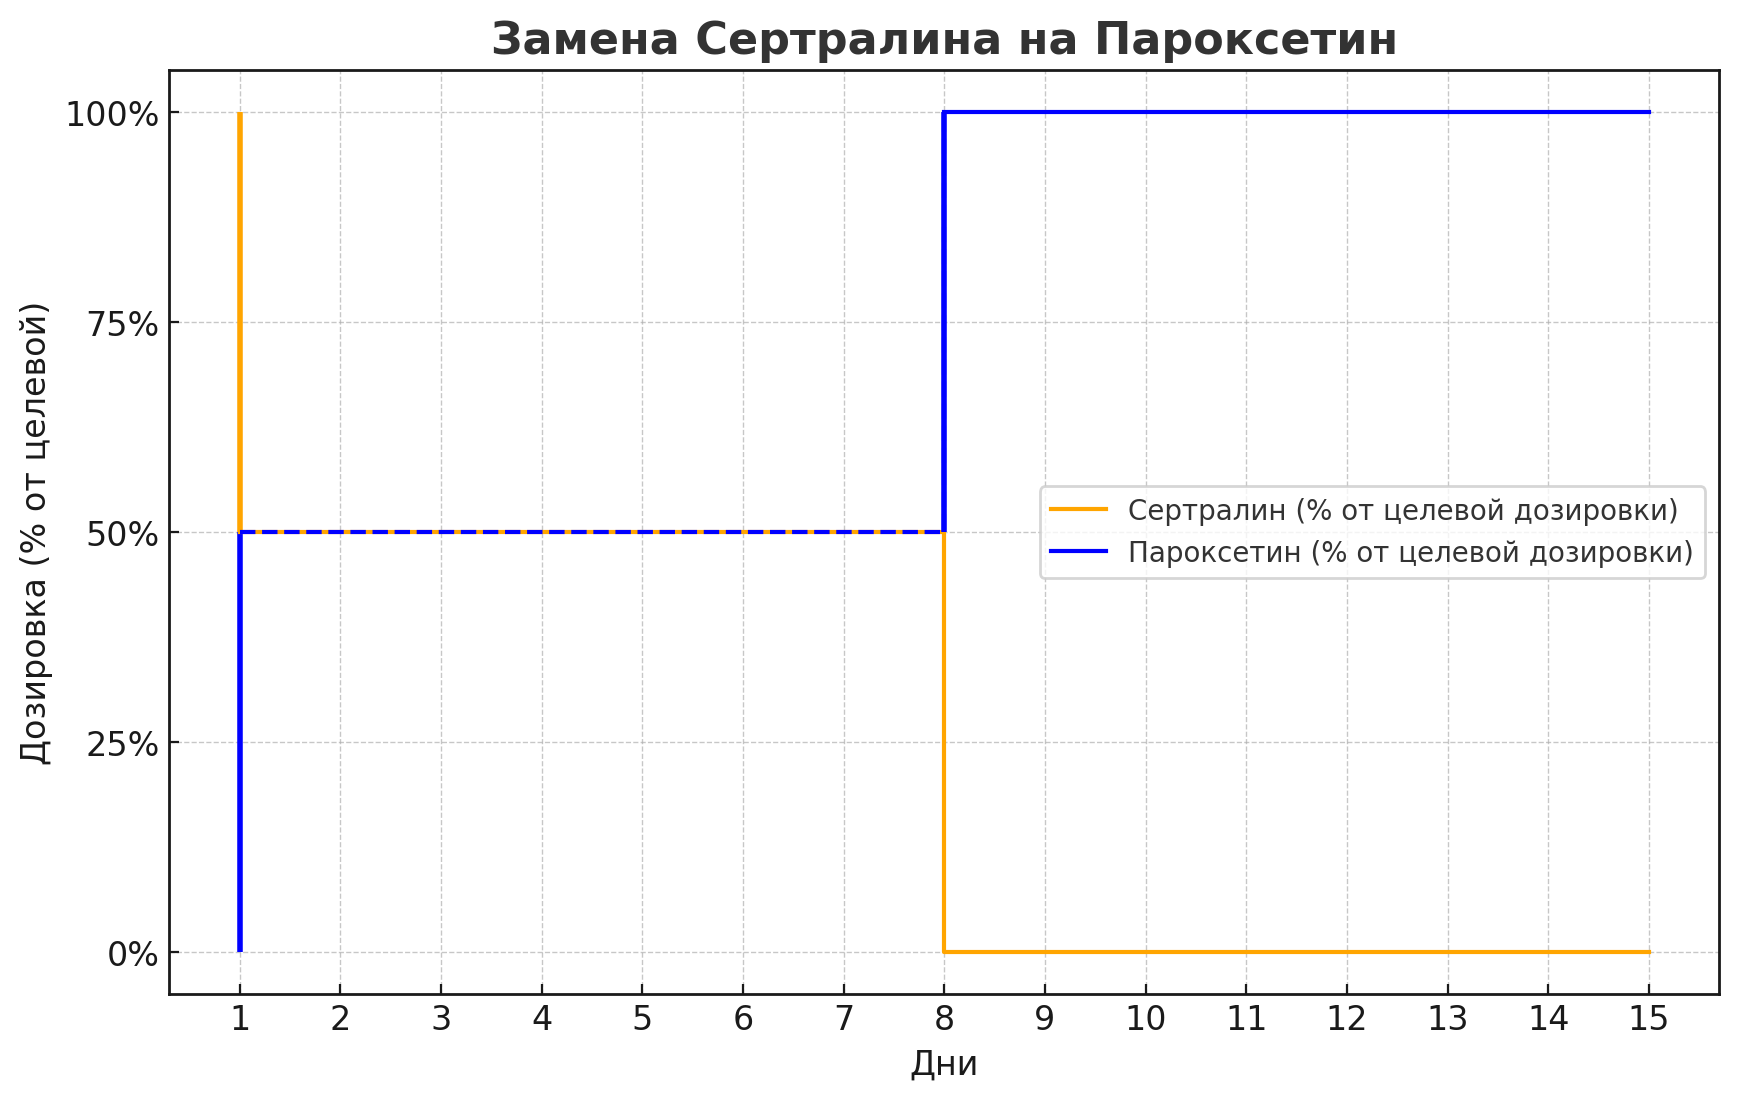 Замена Сертралина на Пароксетин
Дозировка (% от целевой)
100%
75%
50%
25%
0%
Сертралин (% от целевой дозировки)
Пароксетин (% от целевой дозировки)
1 2 3 4 5 6 7 8 9 10 11 12 13 14 15
Дни